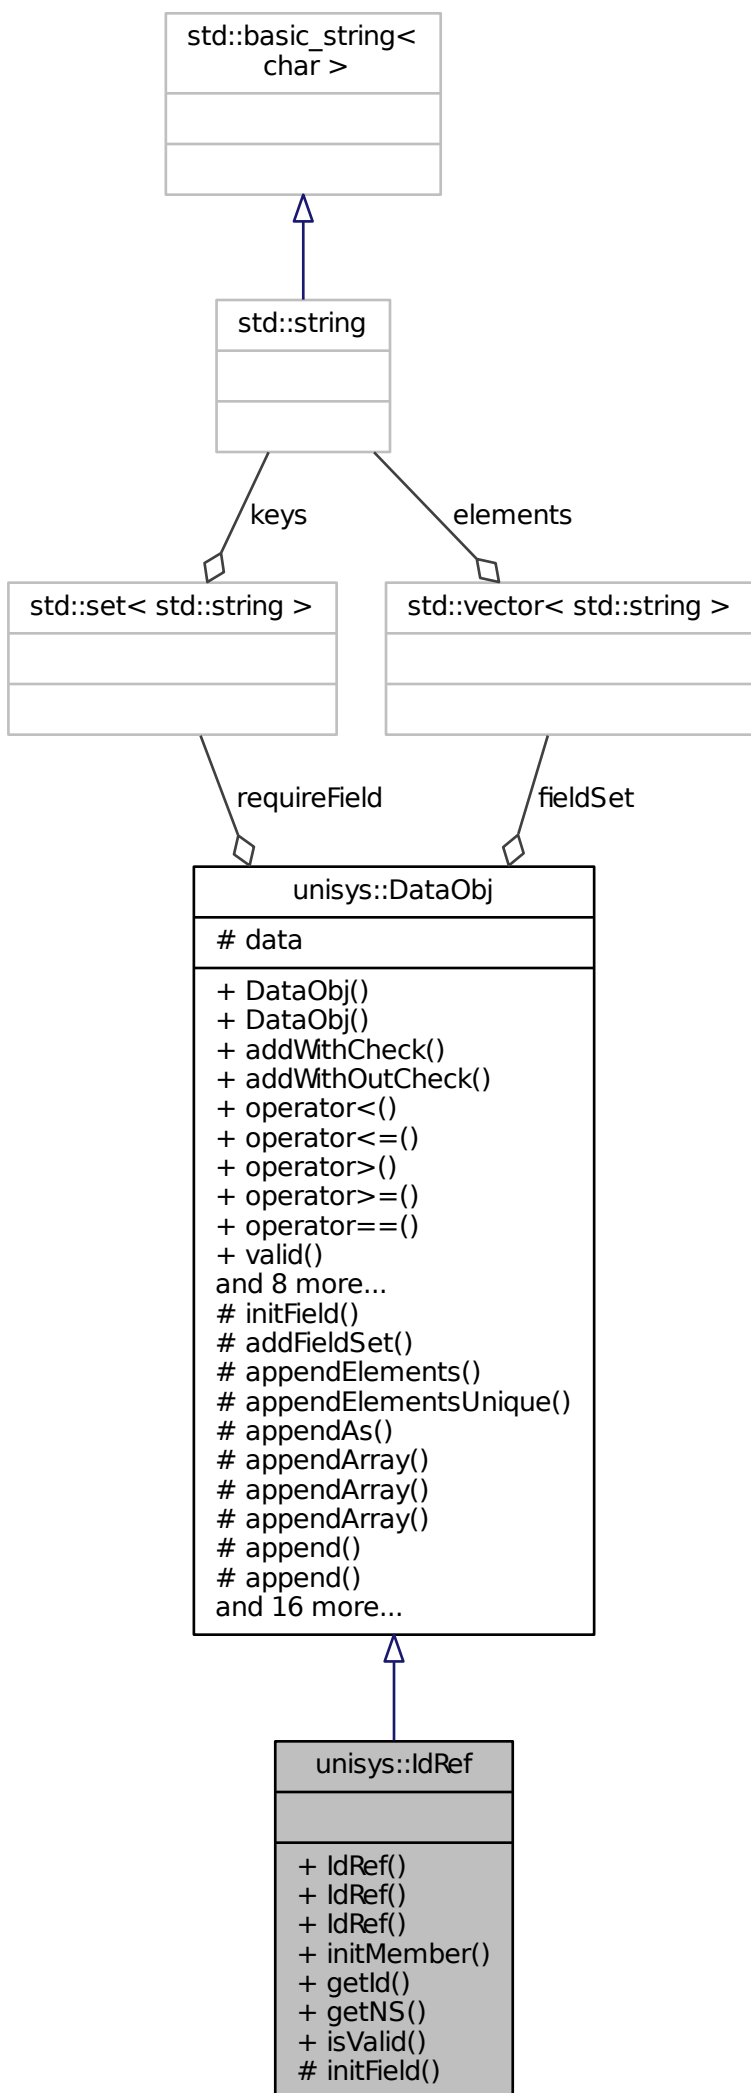 std::basic_string<
char >
std::string
keys
elements
std::set< std::string >
std::vector< std::string >
requireField
fieldSet
unisys::DataObj
# data
+ DataObj()
+ DataObj()
+ addWithCheck()
+ addWithOutCheck()
+ operator<()
+ operator<=()
+ operator>()
+ operator>=()
+ operator==()
+ valid()
and 8 more...
# initField()
# addFieldSet()
# appendElements()
# appendElementsUnique()
# appendAs()
# appendArray()
# appendArray()
# appendArray()
# append()
# append()
and 16 more...
unisys::IdRef
+ IdRef()
+ IdRef()
+ IdRef()
+ initMember()
+ getId()
+ getNS()
+ isValid()
# initField()